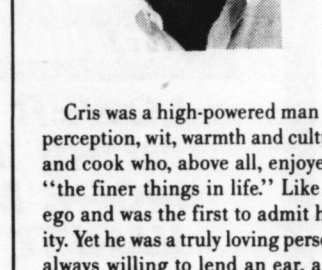 Cris was a high-powered man
perception, wit, warmth and cult
and cook who, above all, enjoye
“the finer things in life.” Like
ego and was the first to admit h
ity. Yet he was a truly loving pers
always willing to lend an ear, a